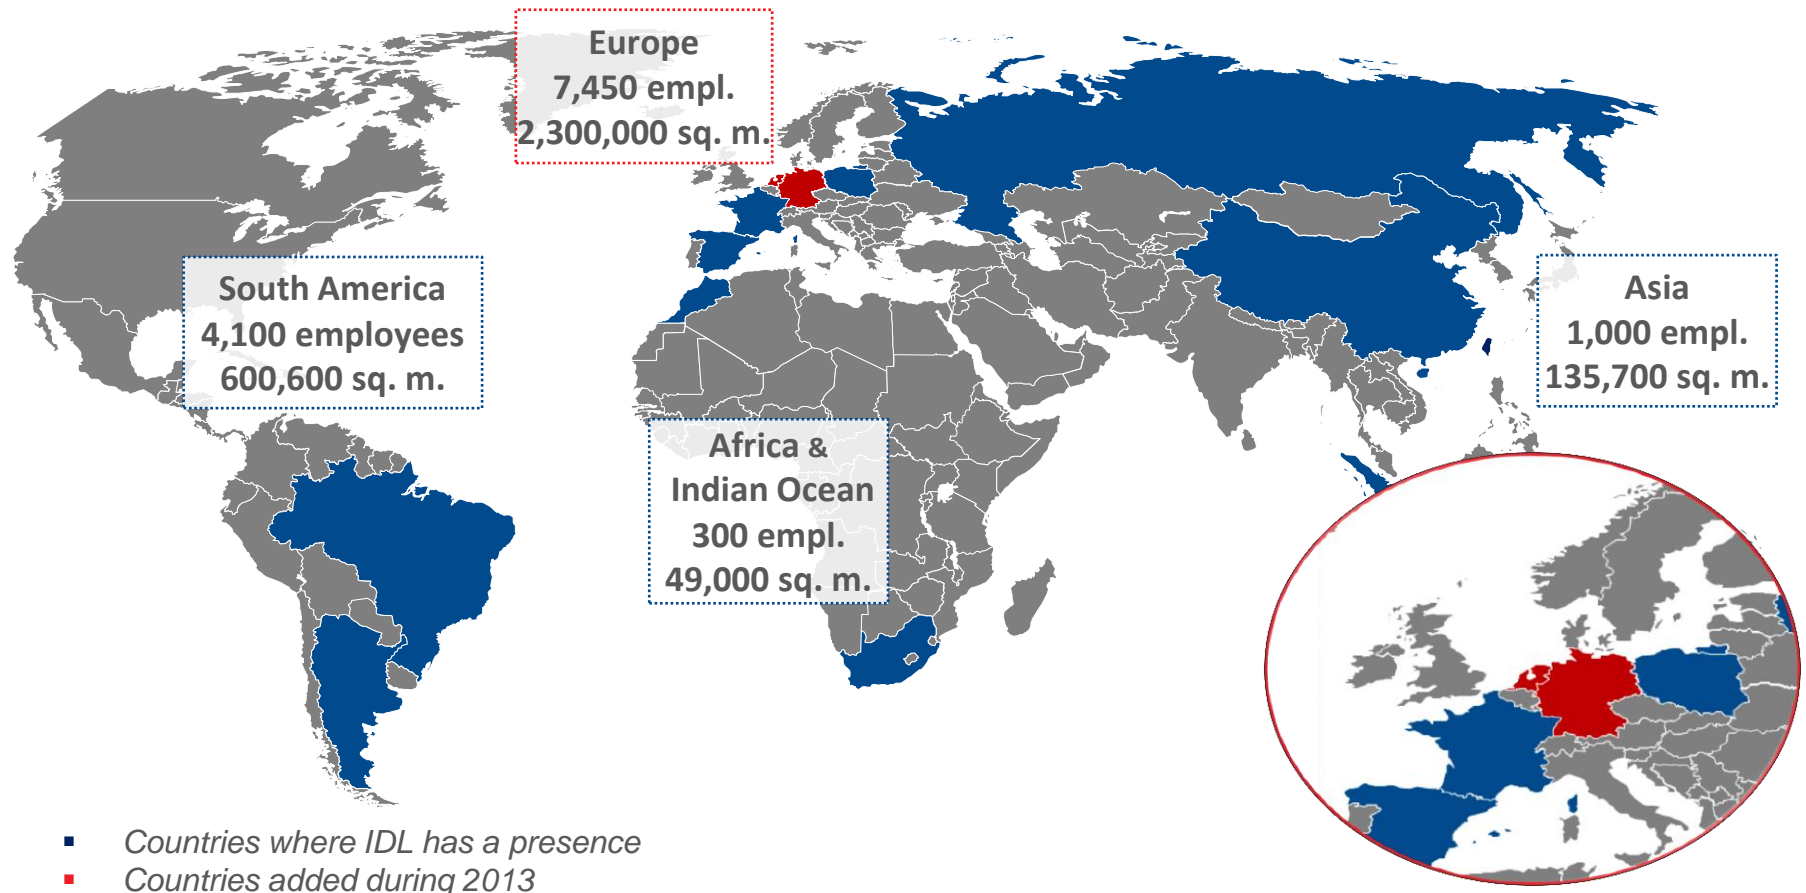 Europe
7,450 empl.
2,300,000 sq. m.
South America
4,100 employees
600,600 sq. m.
Asia
1,000 empl.
135,700 sq. m.
Africa &
Indian Ocean
300 empl.
49,000 sq. m.
Countries where IDL has a presence
Countries added during 2013